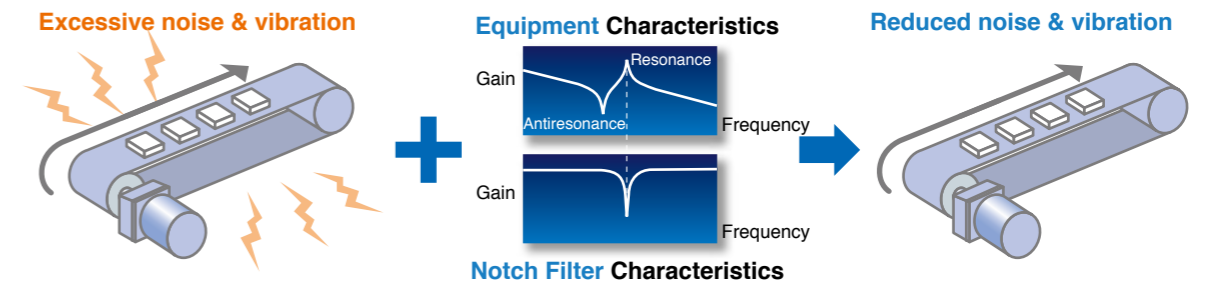 Excessive noise & vibration
Equipment Characteristics
Gain
Resonance
Antiresonance
Frequency
Gain
Frequency
Notch Filter Characteristics
Reduced noise & vibration